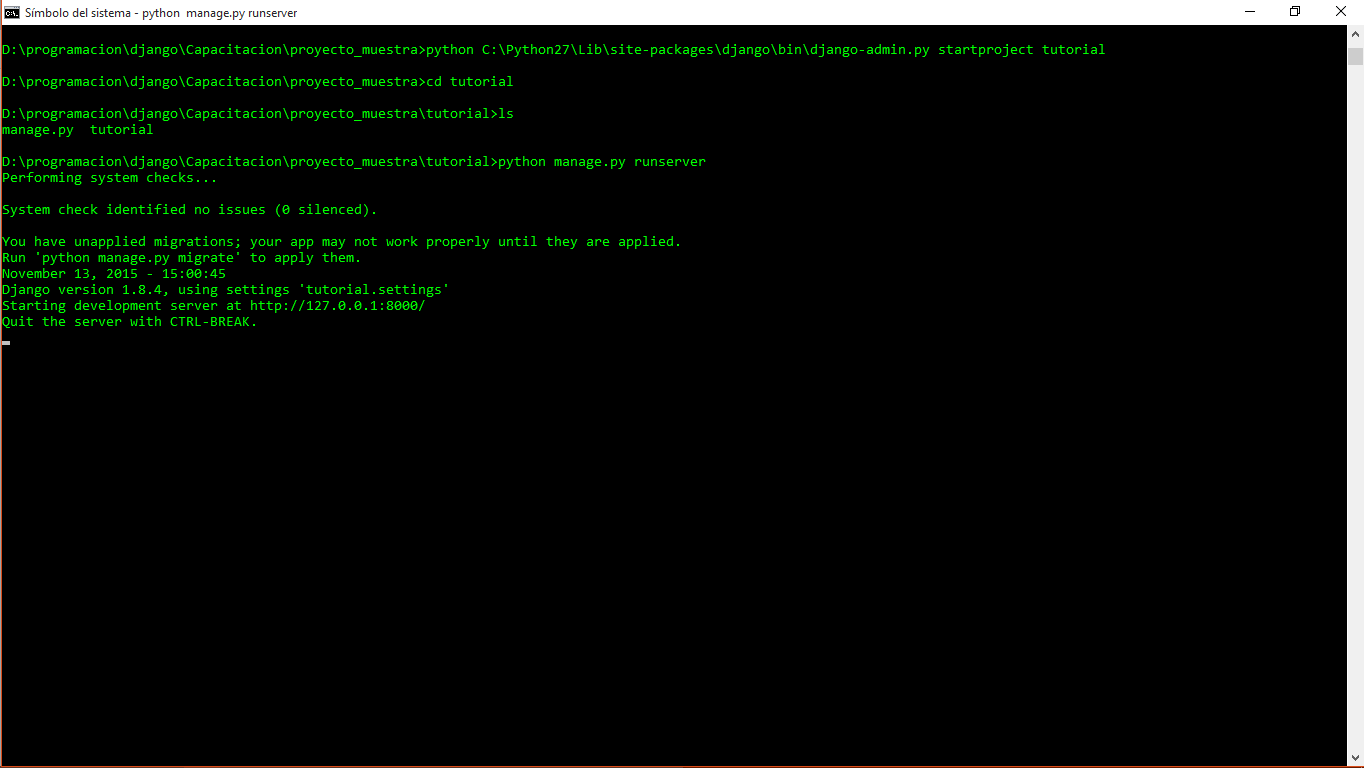 Símbolo del sistema - python  manage.py runserver
D:\programacion\django\Capacitacion\proyecto_muestra>python C:\Python27\Lib\site-packages\django\bin\django-admin.py startproject tutorial
D:\programacion\django\Capacitacion\proyecto_muestra>cd tutorial
D:\programacion\django\Capacitacion\proyecto_muestra\tutorial>ls
manage.py  tutorial
D:\programacion\django\Capacitacion\proyecto_muestra\tutorial>python manage.py runserver
Performing system checks...
System check identified no issues (0 silenced).
You have unapplied migrations; your app may not work properly until they are applied.
Run 'python manage.py migrate' to apply them.
November 13, 2015 - 15:00:45
Django version 1.8.4, using settings 'tutorial.settings'
Starting development server at http://127.0.0.1:8000/
Quit the server with CTRL-BREAK.